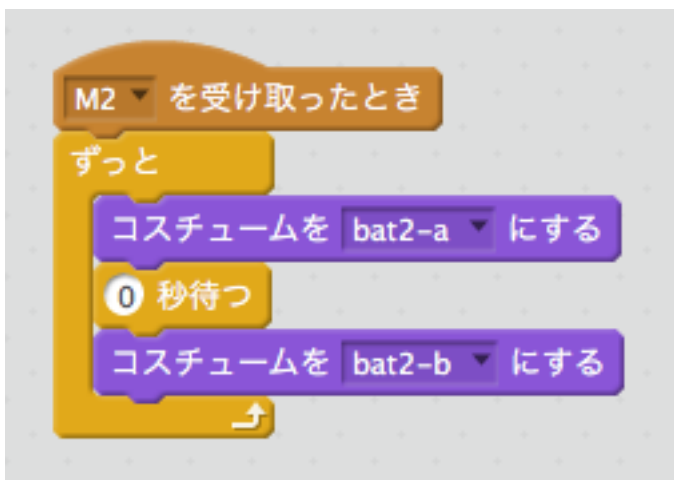 M2 を受け取ったとき
ずっと
コスチュームを bat2-a にする
0 秒待つ
コスチュームを bat2-b にする